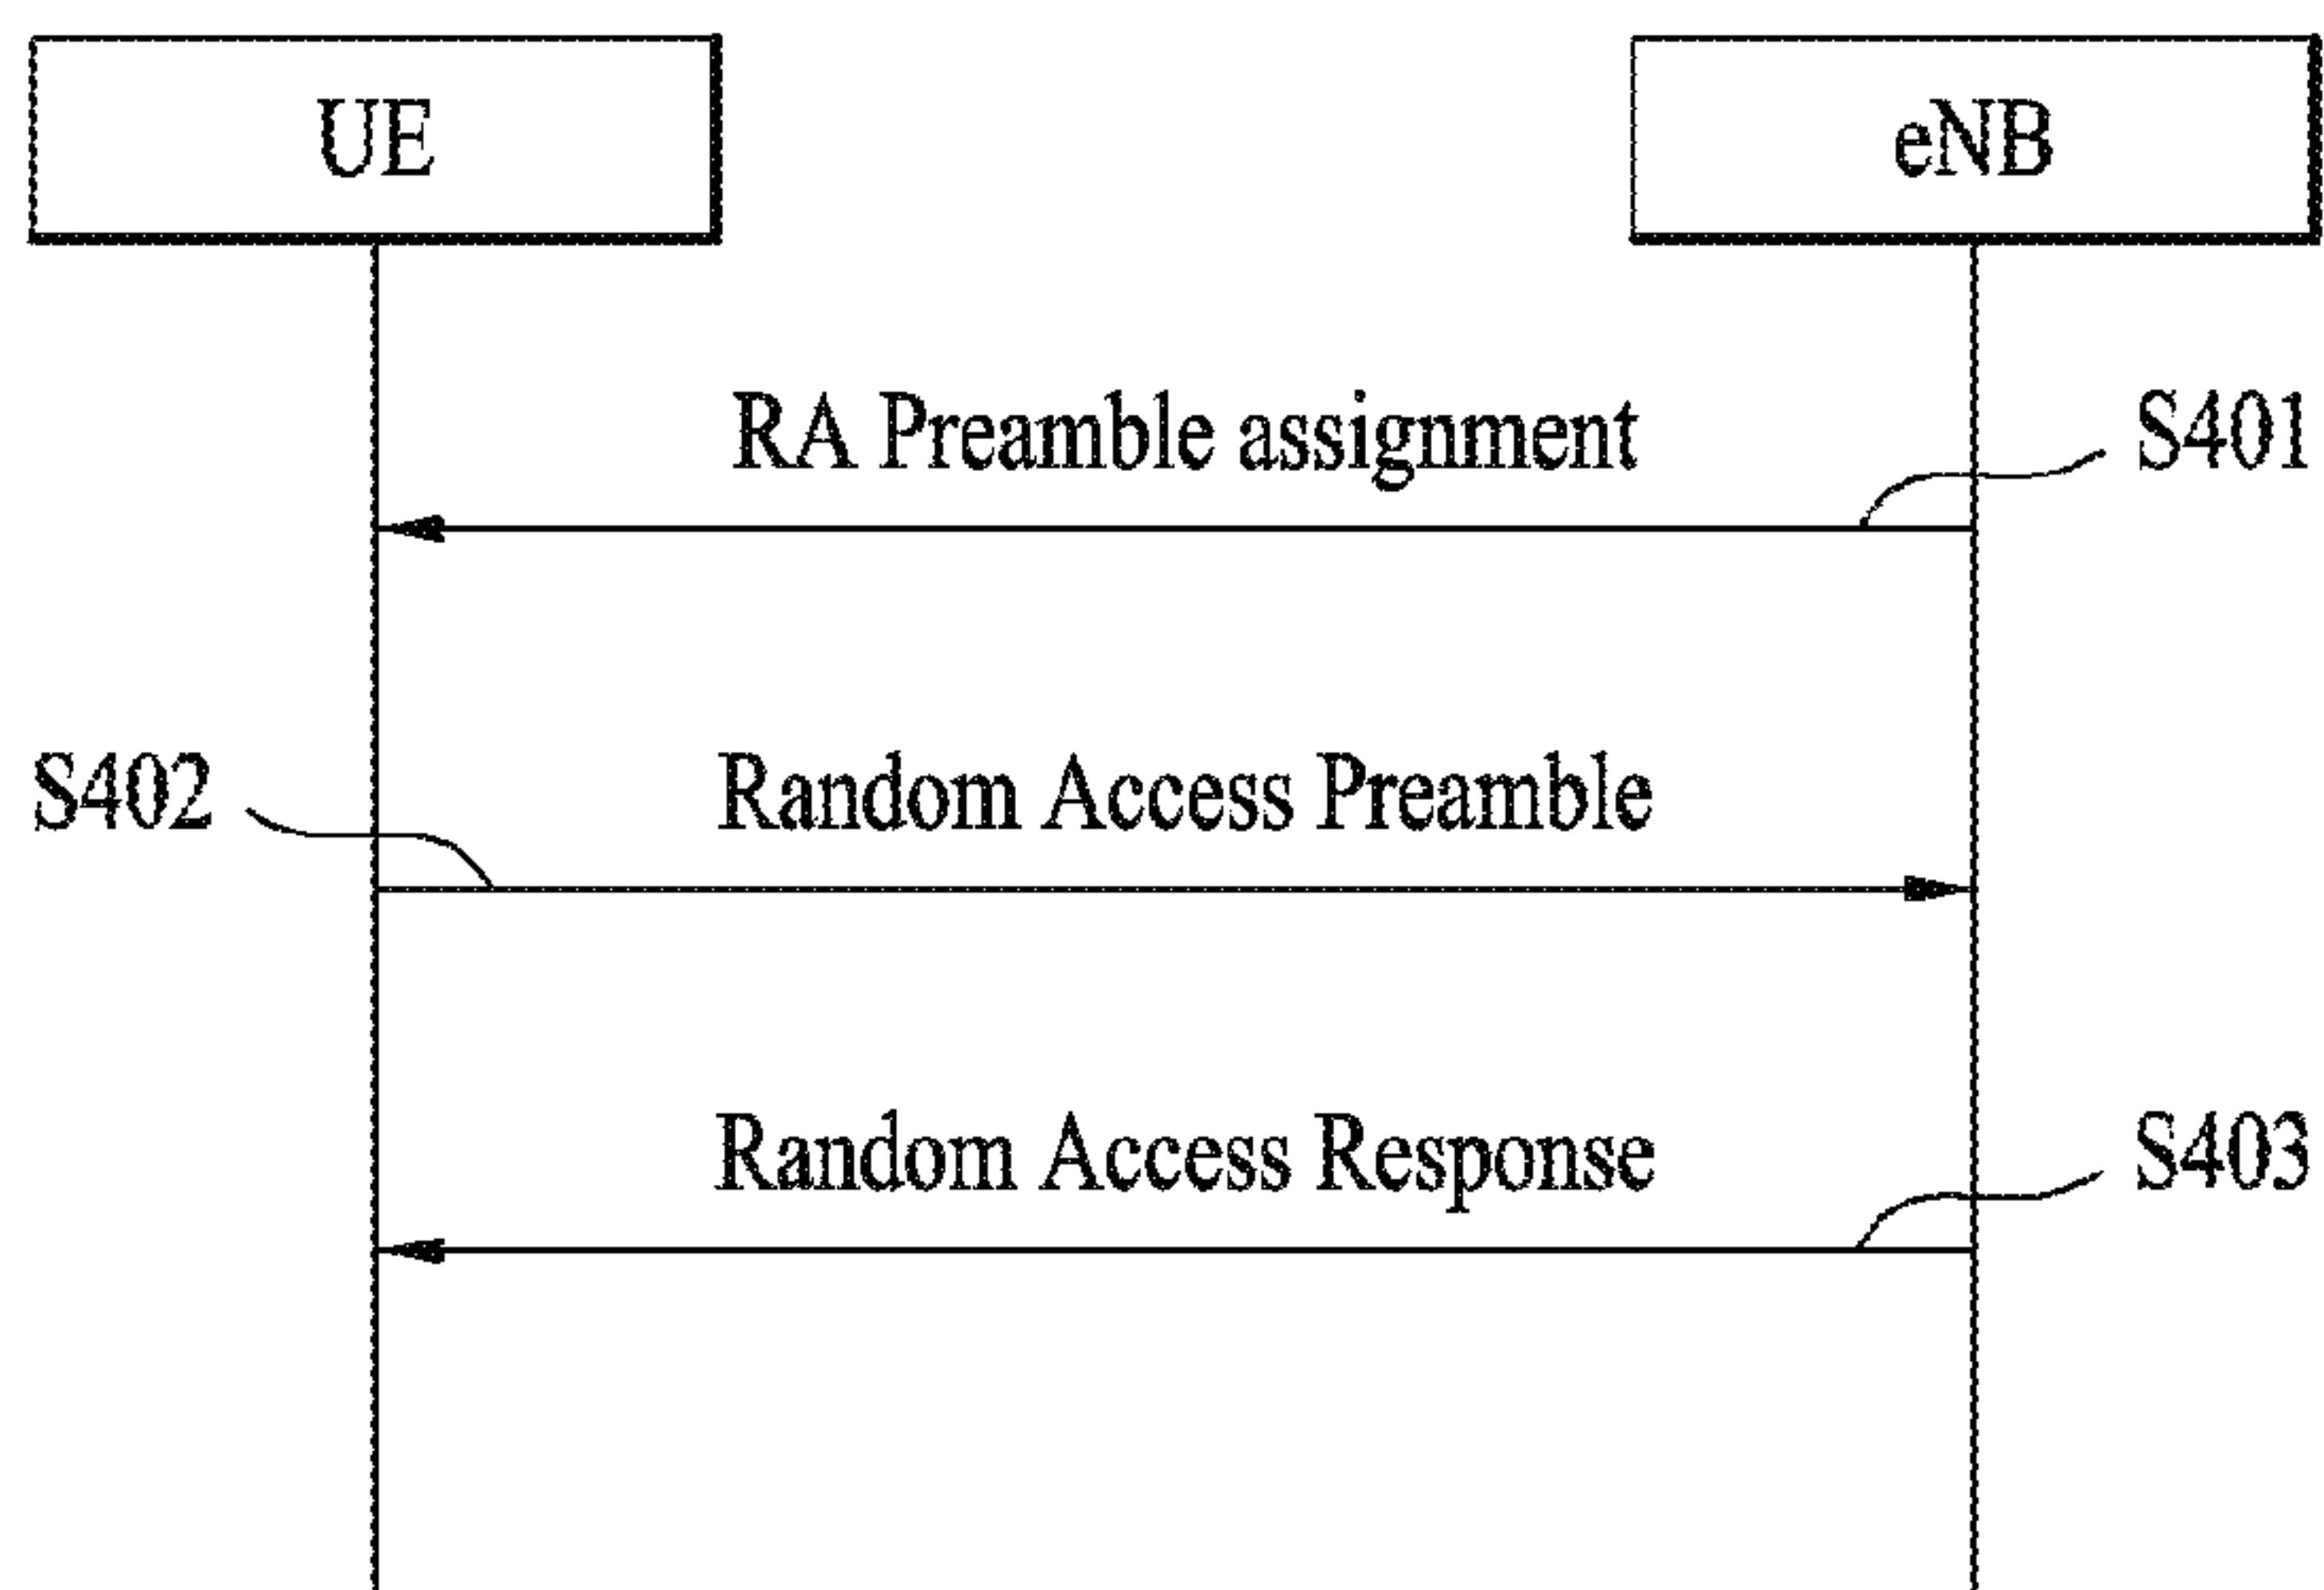 UE
eNB
RA Preamble assignment
S401
S402
Random Access Preamble
Random Access Response
S403